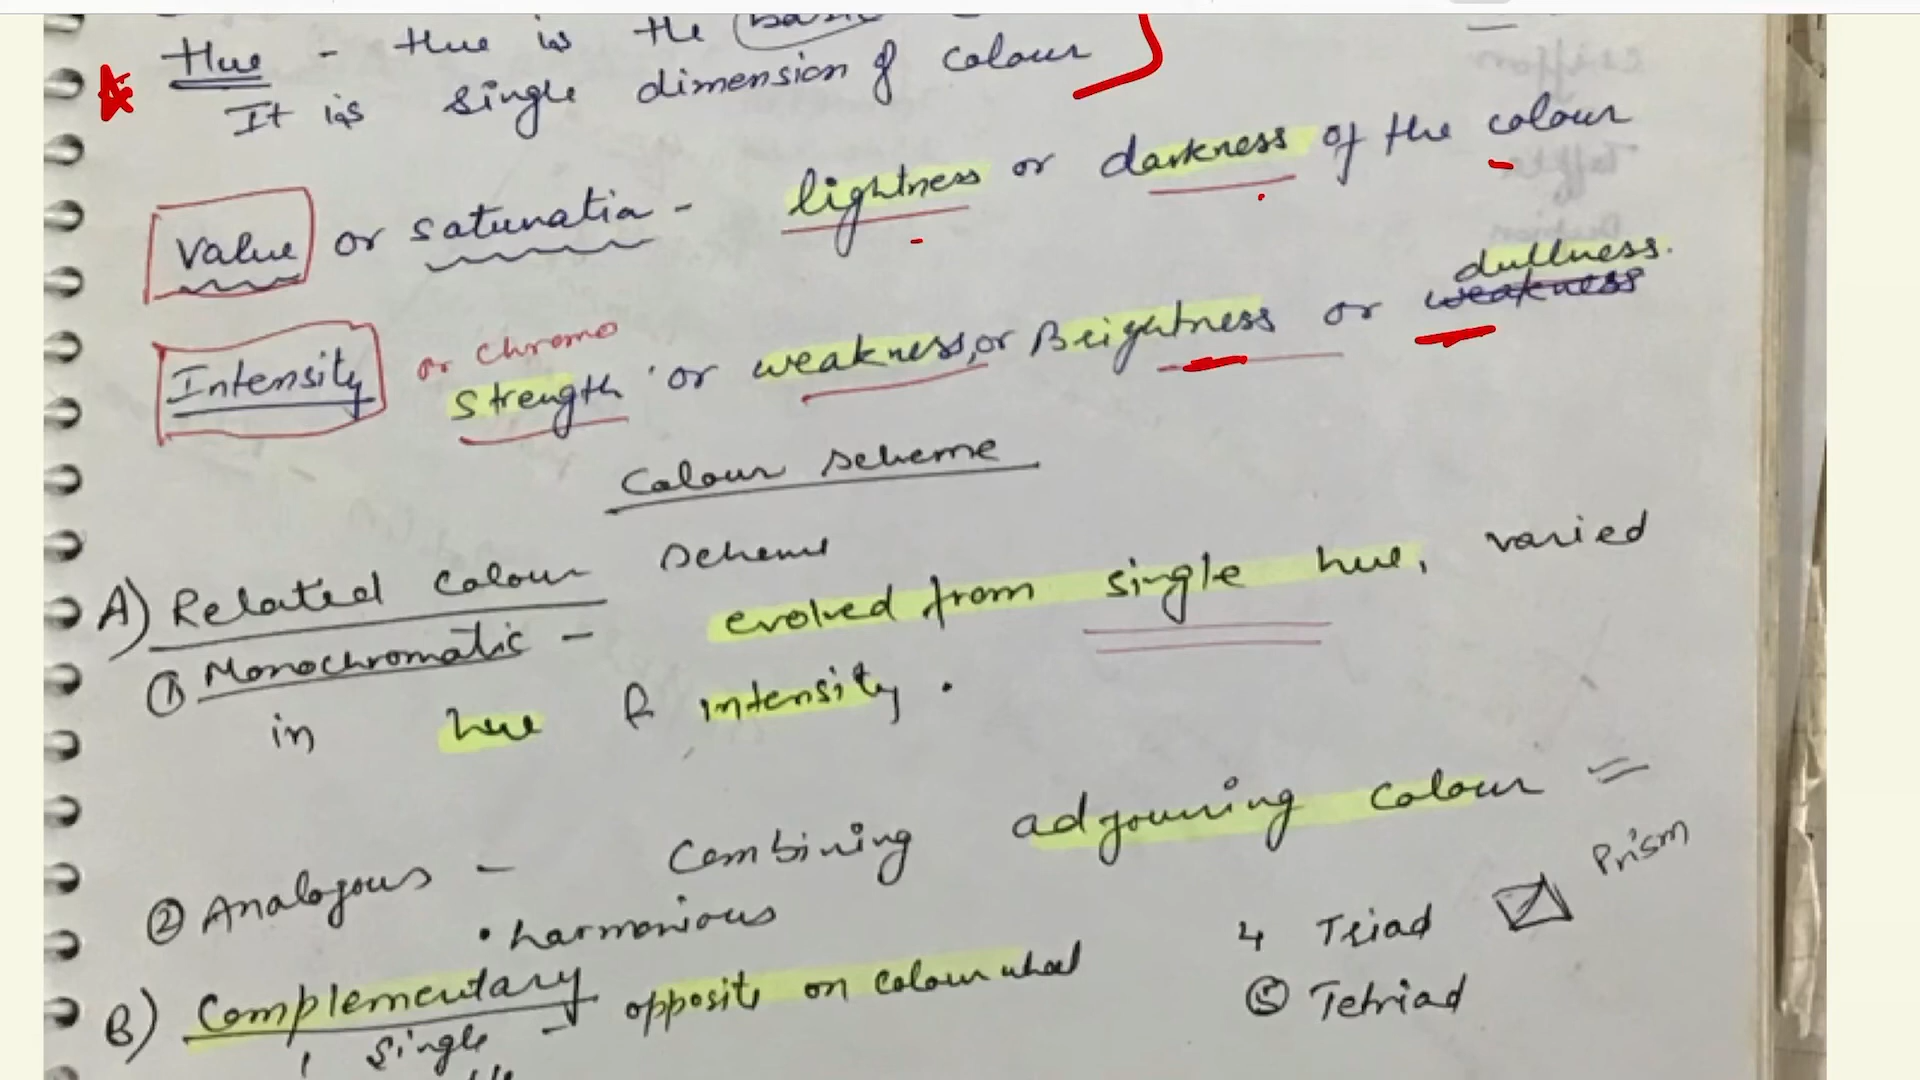 Hue - Hue is the
It is single dimension of colour
Value or saturatia - lightness or darkness of the colour
dullness.
Intensity or chromo strength or weakness, or Brightness or weakness
Colour scheme
A) Related colour scheme
① Monochromatic - evolved from single hue, varied
in hue & intensity.
② Analogous - Combining adjouning colour =
• harmonious
4 Triad Prism
B) Complementary - opposite on colour wheel
⑤ Tetriad
1 Single